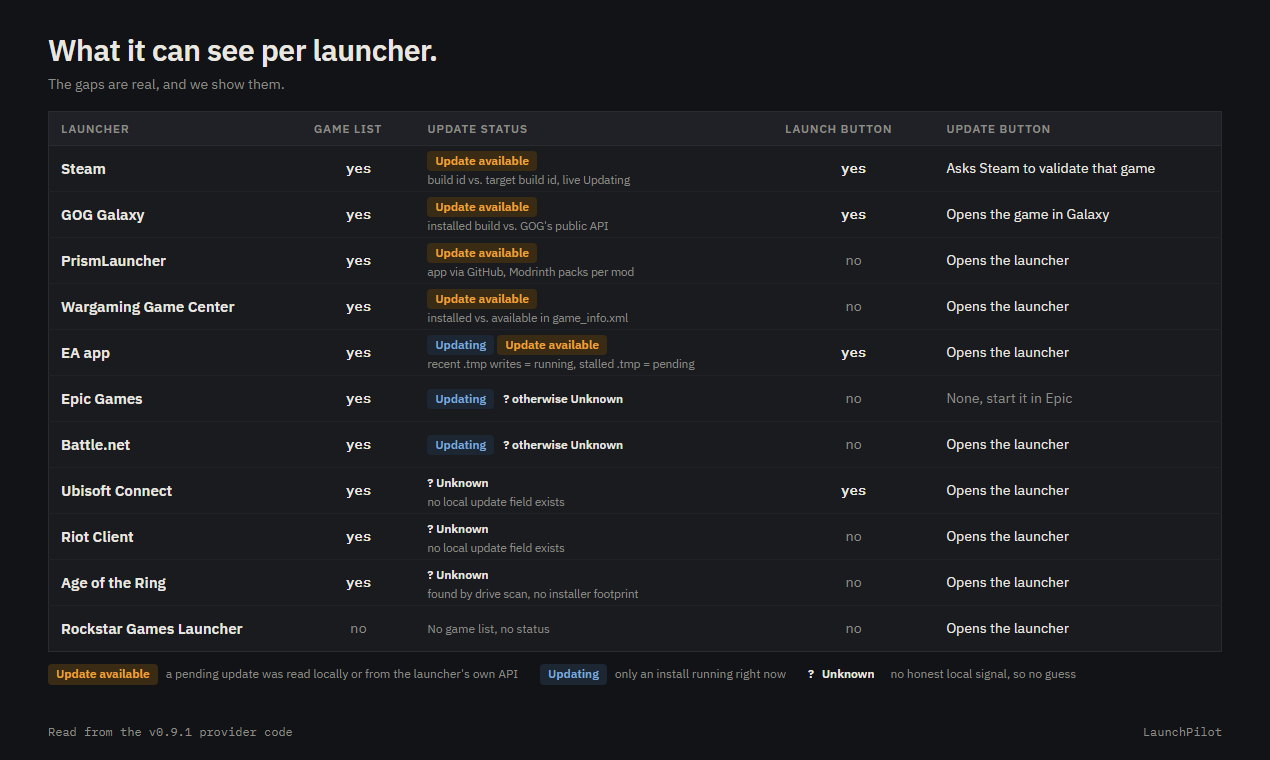 What it can see per launcher.
The gaps are real, and we show them.
LAUNCHER GAME LIST UPDATE STATUS LAUNCH BUTTON UPDATE BUTTON
Steam yes Update available yes Asks Steam to validate that game
build id vs. target build id, live Updating
GOG Galaxy yes Update available yes Opens the game in Galaxy
installed build vs. GOG's public API
PrismLauncher yes Update available no Opens the launcher
app via GitHub, Modrinth packs per mod
Wargaming Game Center yes Update available no Opens the launcher
installed vs. available in game_info.xml
EA app yes Updating Update available yes Opens the launcher
recent .tmp writes = running, stalled .tmp = pending
Epic Games yes Updating ? otherwise Unknown no None, start it in Epic
Battle.net yes Updating ? otherwise Unknown no Opens the launcher
Ubisoft Connect yes ? Unknown yes Opens the launcher
no local update field exists
Riot Client yes ? Unknown no Opens the launcher
no local update field exists
Age of the Ring yes ? Unknown no Opens the launcher
found by drive scan, no installer footprint
Rockstar Games Launcher no No game list, no status no Opens the launcher
Update available a pending update was read locally or from the launcher's own API Updating only an install running right now ? Unknown no honest local signal, so no guess
Read from the v0.9.1 provider code LaunchPilot